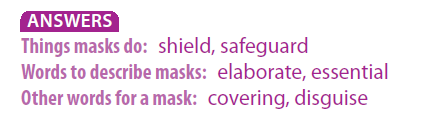 ANSWERS
Things masks do: shield, safeguard
Words to describe masks: elaborate, essential
Other words for a mask: covering, disguise